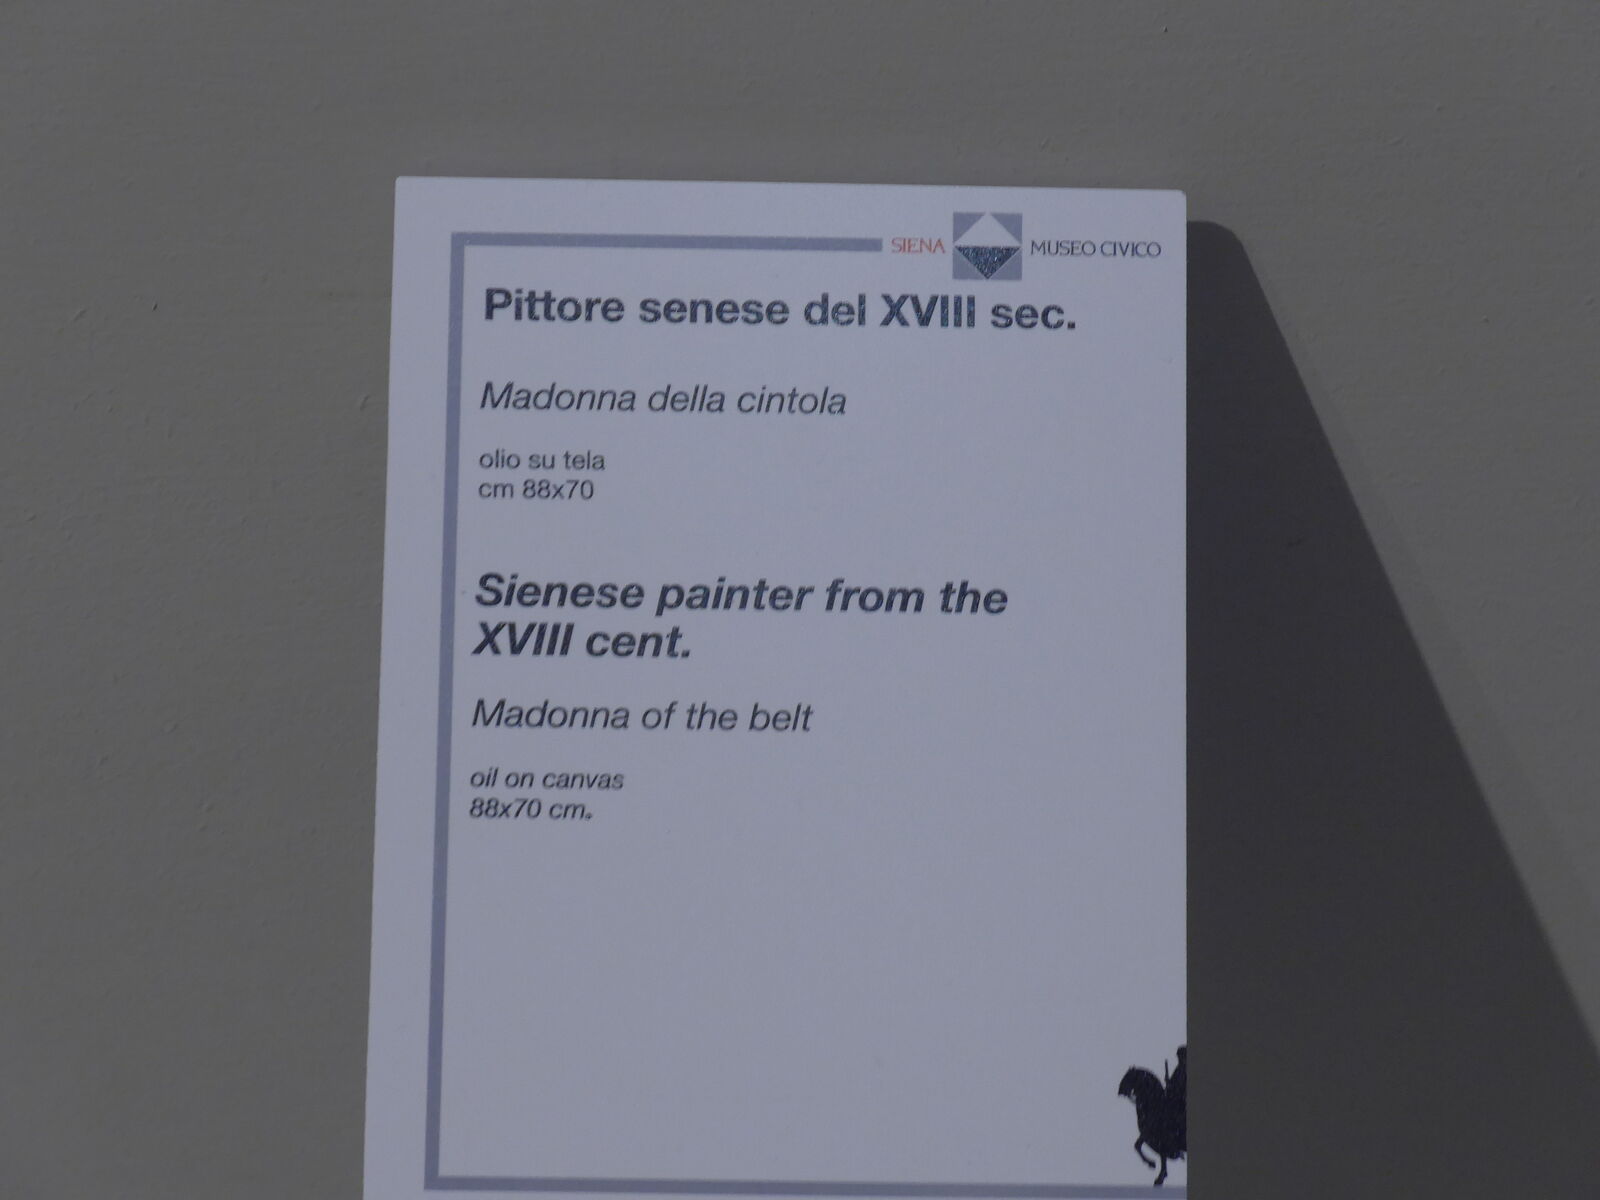 SIENA MUSEO CIVICO
Pittore senese del XVIII sec.
Madonna della cintola
olio su tela
cm 88x70
Sienese painter from the
XVIII cent.
Madonna of the belt
oil on canvas
88x70 cm.